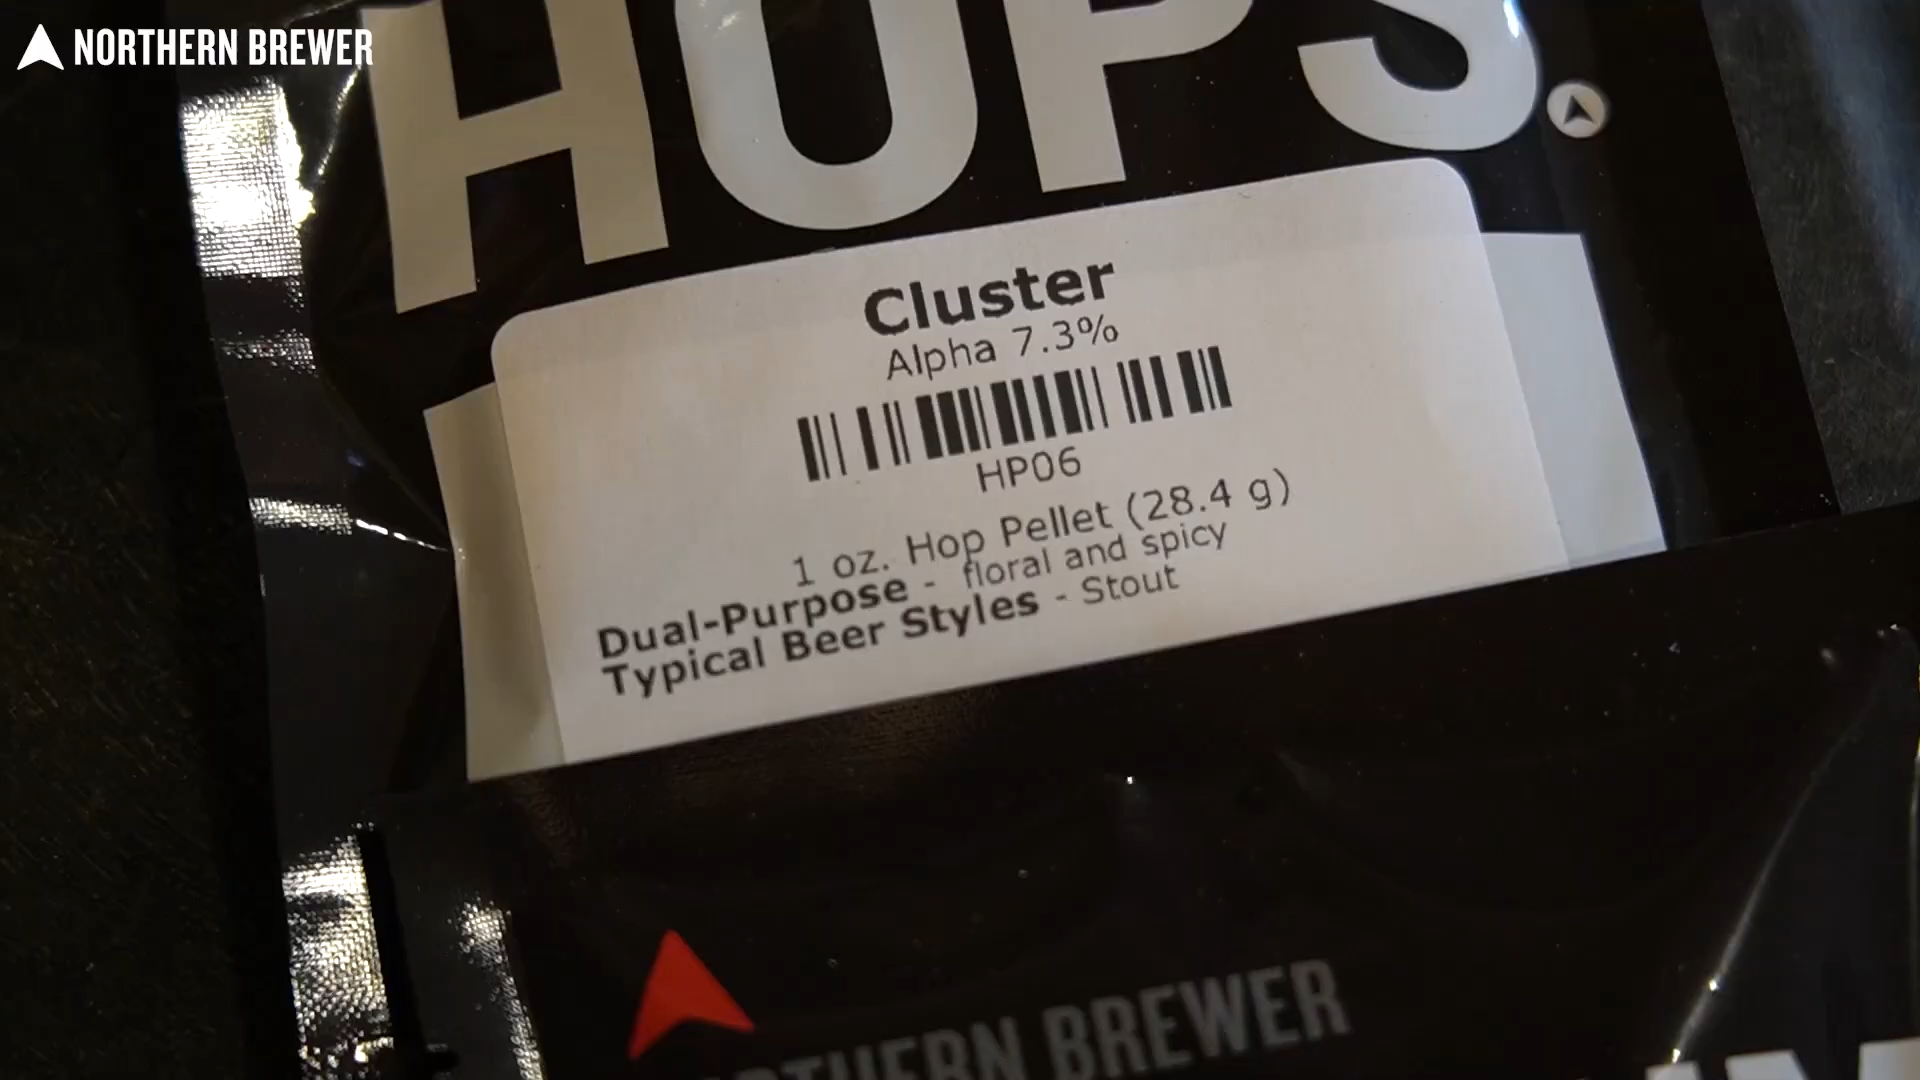 NORTHERN BREWER
HOPS
Cluster
Alpha 7.3%
HP06
1 oz. Hop Pellet (28.4 g)
Dual-Purpose - floral and spicy
Typical Beer Styles - Stout
BREWER